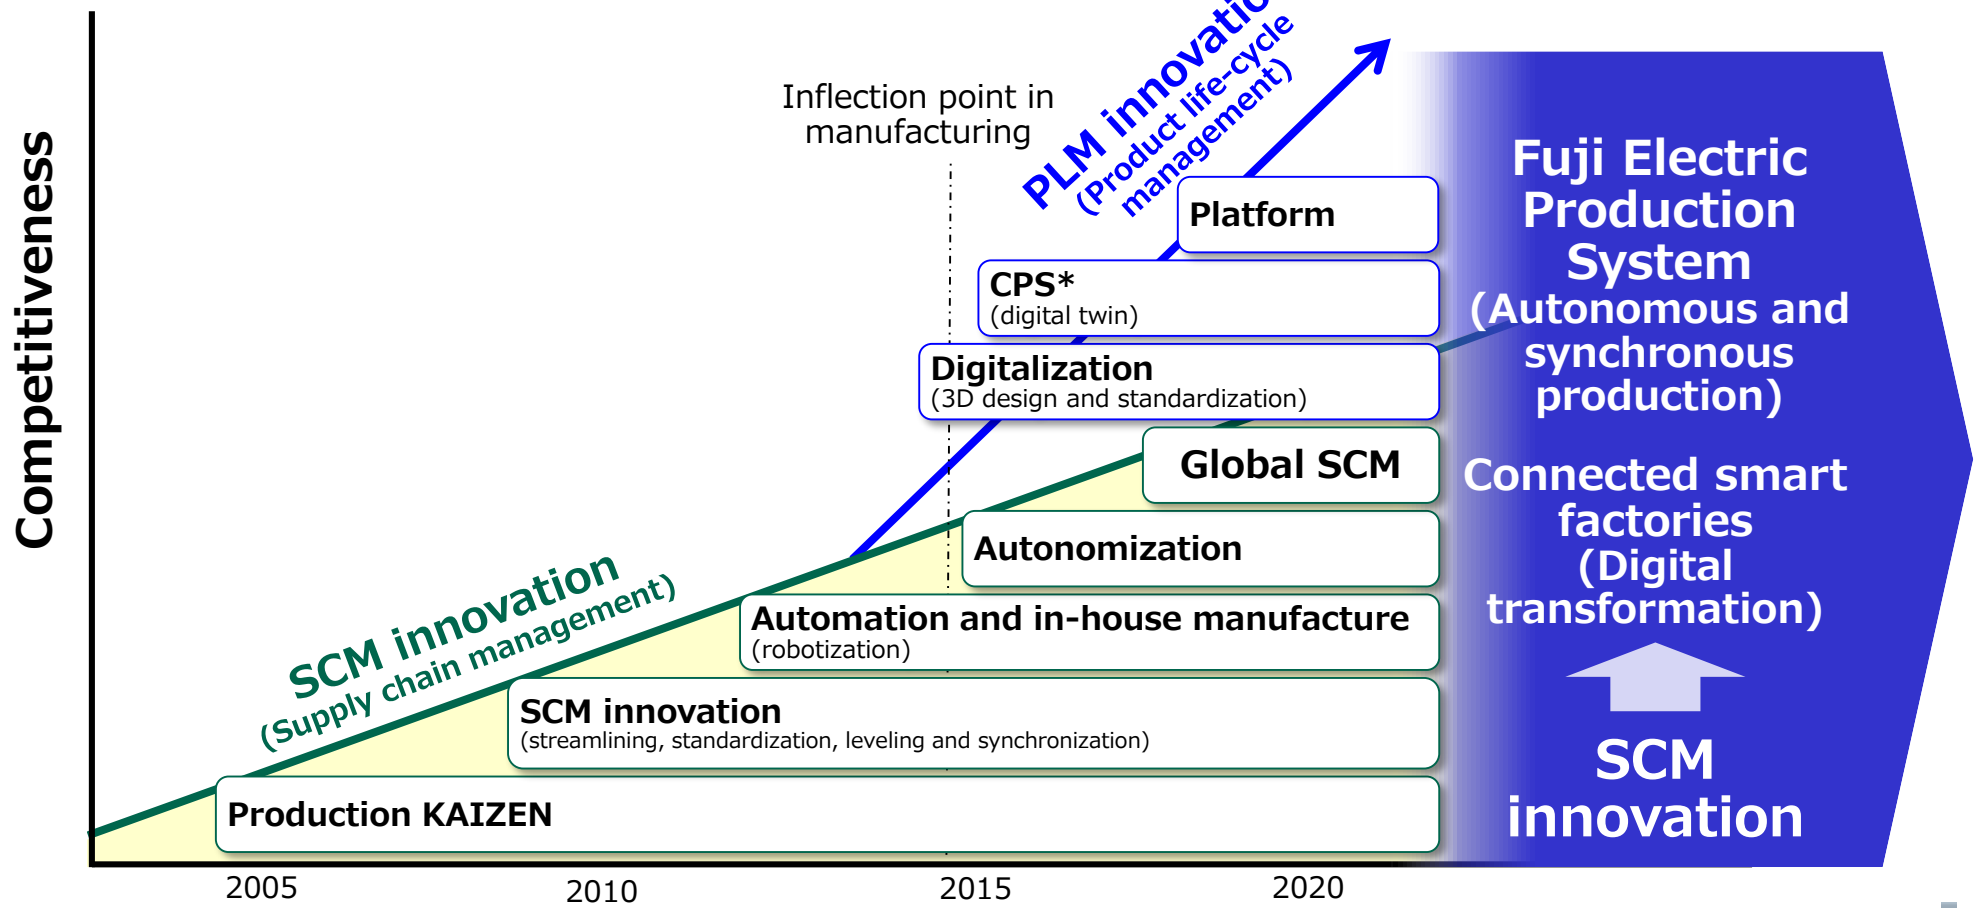 Competitiveness
Inflection point in
manufacturing
PLM innovation
(Product life-cycle
management)
Platform
CPS*
(digital twin)
Digitalization
(3D design and standardization)
Global SCM
Autonomization
Automation and in-house manufacture
(robotization)
SCM innovation
(Supply chain management)
SCM innovation
(streamlining, standardization, leveling and synchronization)
Production KAIZEN
2005
2010
2015
2020
Fuji Electric
Production
System
(Autonomous and
synchronous
production)
Connected smart
factories
(Digital
transformation)
SCM
innovation